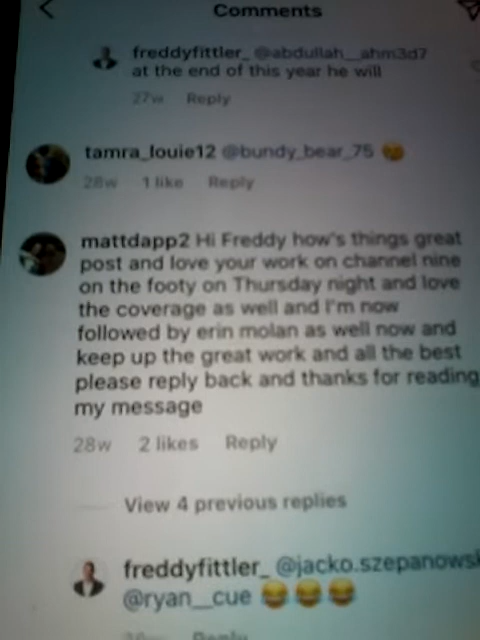 Comments
freddyfittler_ @abdullah__ahm3d7
at the end of this year he will
27w Reply
tamra_louie12 @bundy_bear_75 😉
28w 1 like Reply
mattdapp2 Hi Freddy how's things great
post and love your work on channel nine
on the footy on Thursday night and love
the coverage as well and I'm now
followed by erin molan as well now and
keep up the great work and all the best
please reply back and thanks for reading
my message
28w 2 likes Reply
View 4 previous replies
freddyfittler_ @jacko.szepanowsk
@ryan__cue 😂😂😂
Reply